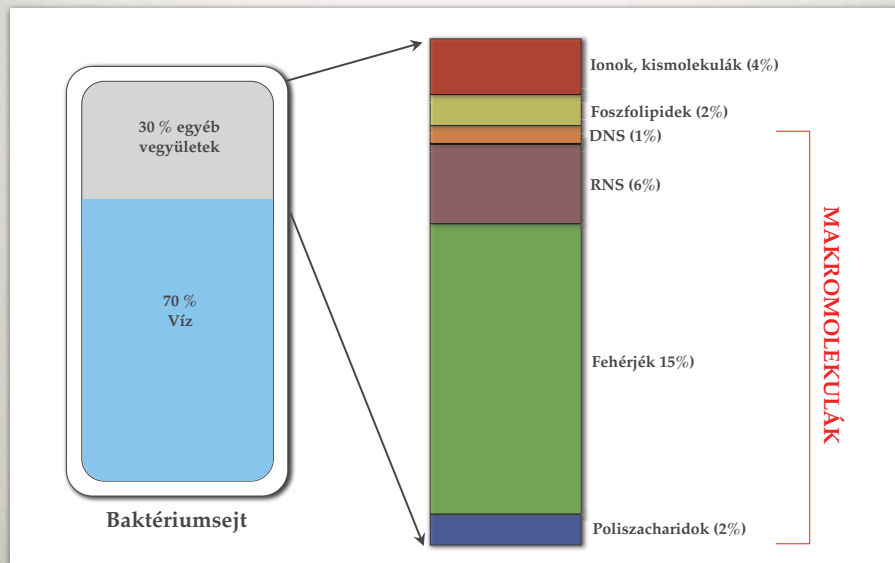 30 % egyéb
vegyületek
70 %
Víz
Baktériumsejt
Ionok, kismolekulák (4%)
Foszfolipidek (2%)
DNS (1%)
RNS (6%)
Fehérjék 15%)
Poliszacharidok (2%)
MAKROMOLEKULÁK